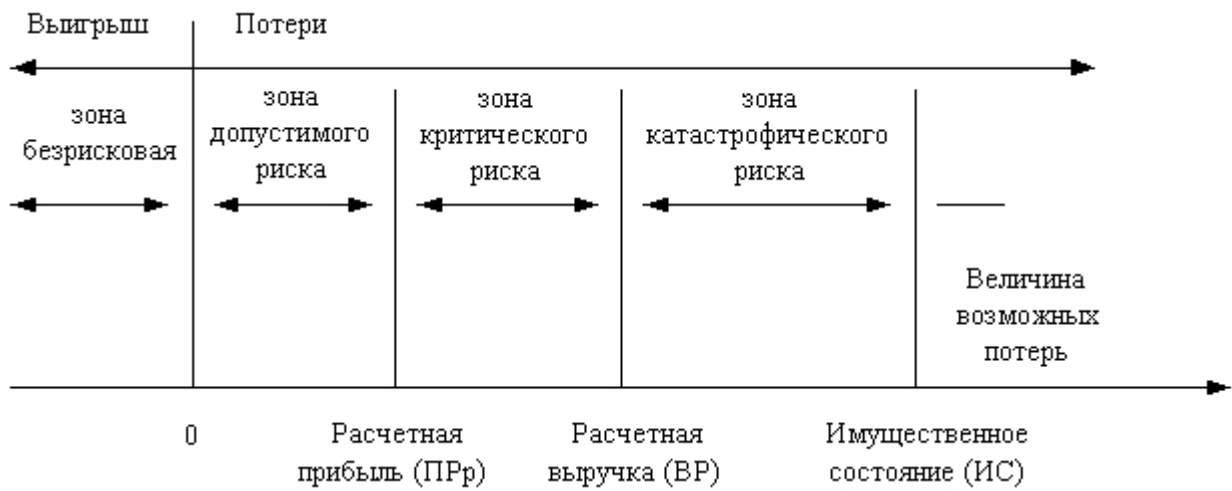 Выигрыш
Потери
зона
безрисковая
зона
допустимого
риска
зона
критического
риска
зона
катастрофического
риска
Величина
возможных
потерь
0
Расчетная
прибыль (ПРр)
Расчетная
выручка (ВР)
Имущественное
состояние (ИС)